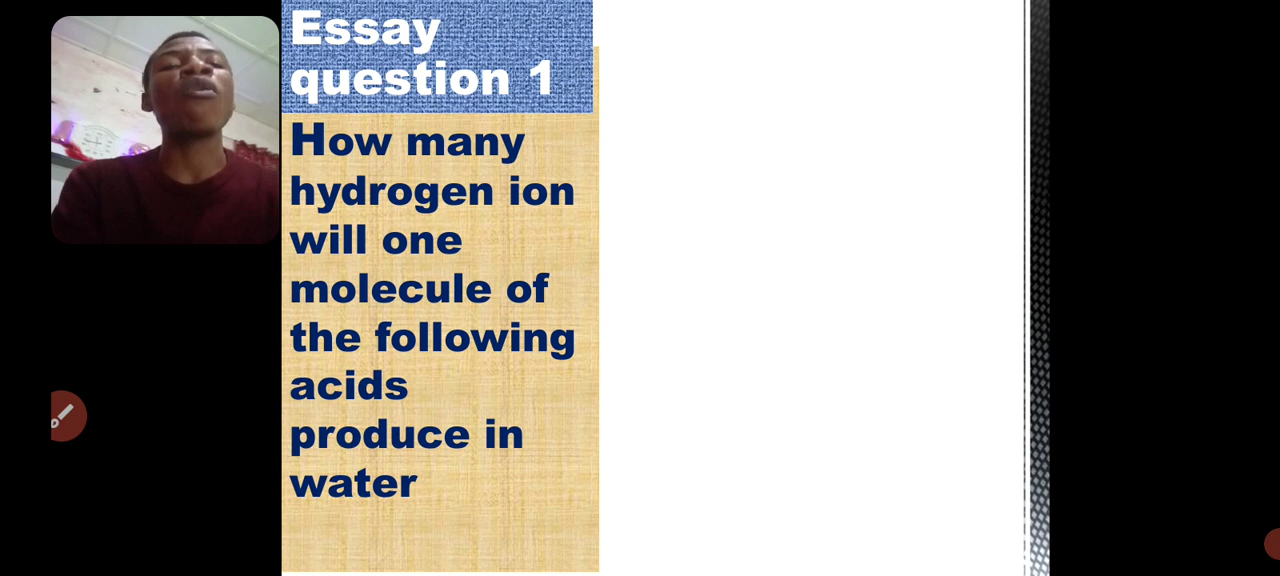 Essay
question 1
How many
hydrogen ion
will one
molecule of
the following
acids
produce in
water